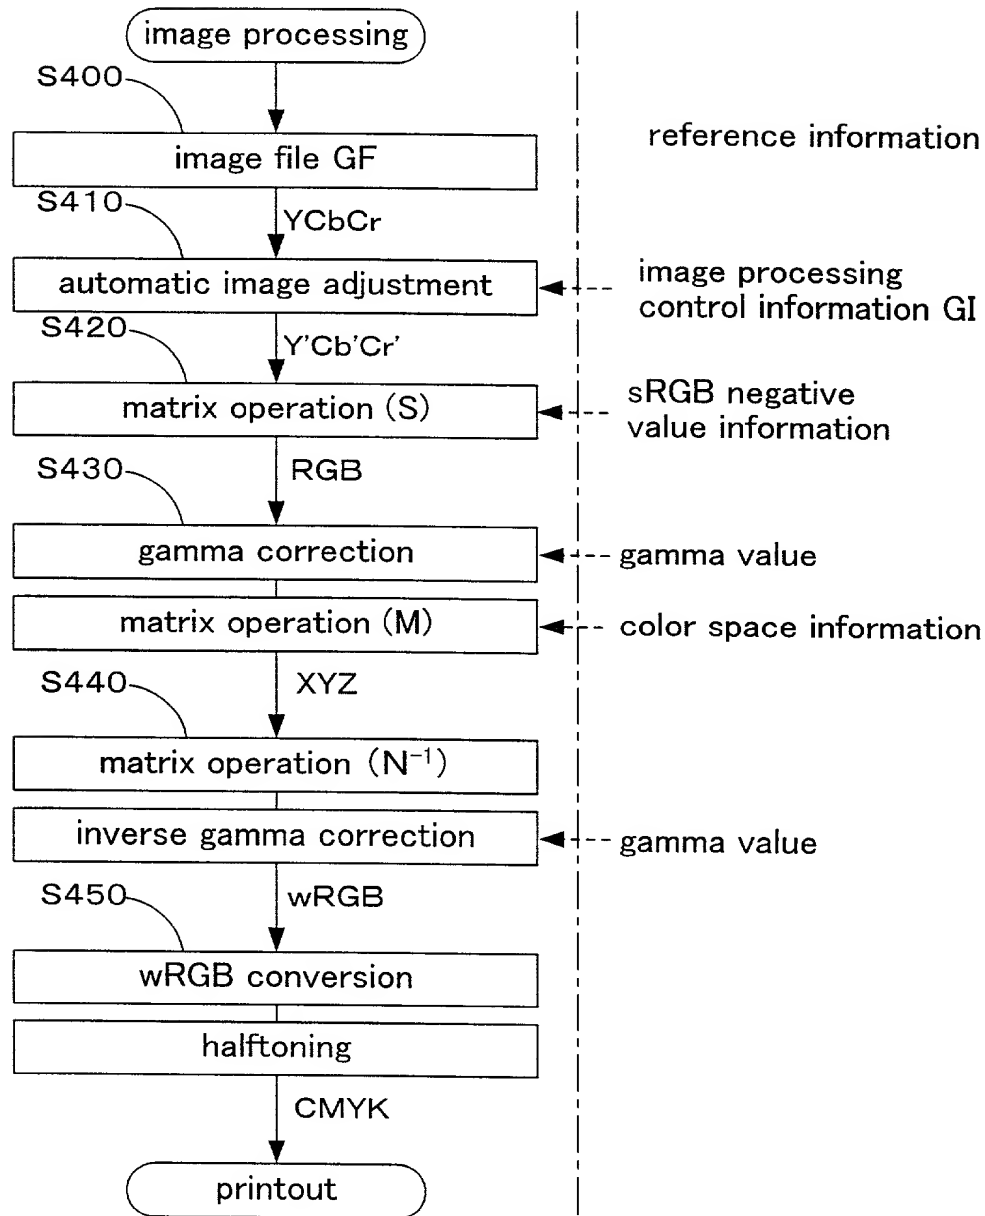 image processing
S400
reference information
image file GF
S410
YCbCr
automatic image adjustment
image processing
control information GI
S420
Y'Cb'Cr'
matrix operation (S)
sRGB negative
value information
S430
RGB
gamma correction
gamma value
matrix operation (M)
color space information
S440
XYZ
matrix operation (N⁻¹)
inverse gamma correction
gamma value
S450
wRGB
wRGB conversion
halftoning
CMYK
printout